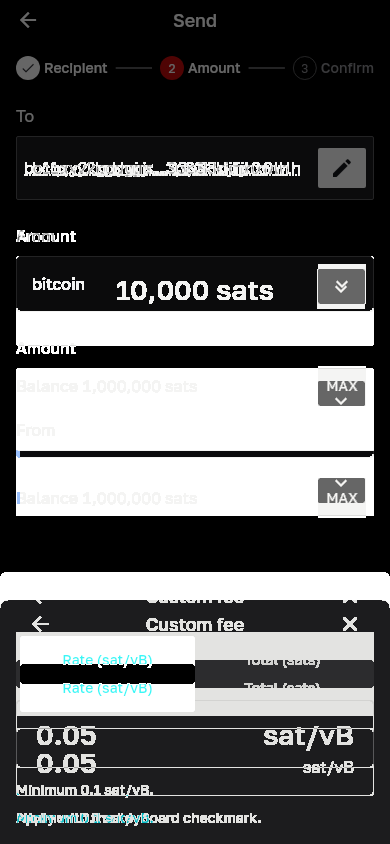 Send
Recipient
2 Amount
3 Confirm
To
Amount
bitcoin
10,000 sats
Amount
Balance 1,000,000 sats
MAX
From
Balance 1,000,000 sats
MAX
Custom fee
Custom fee
Rate (sat/vB)
Total (sats)
Rate (sat/vB)
Total (sats)
0.05
sat/vB
0.05
sat/vB
Minimum 0.1 sat/vB.
checkmark.